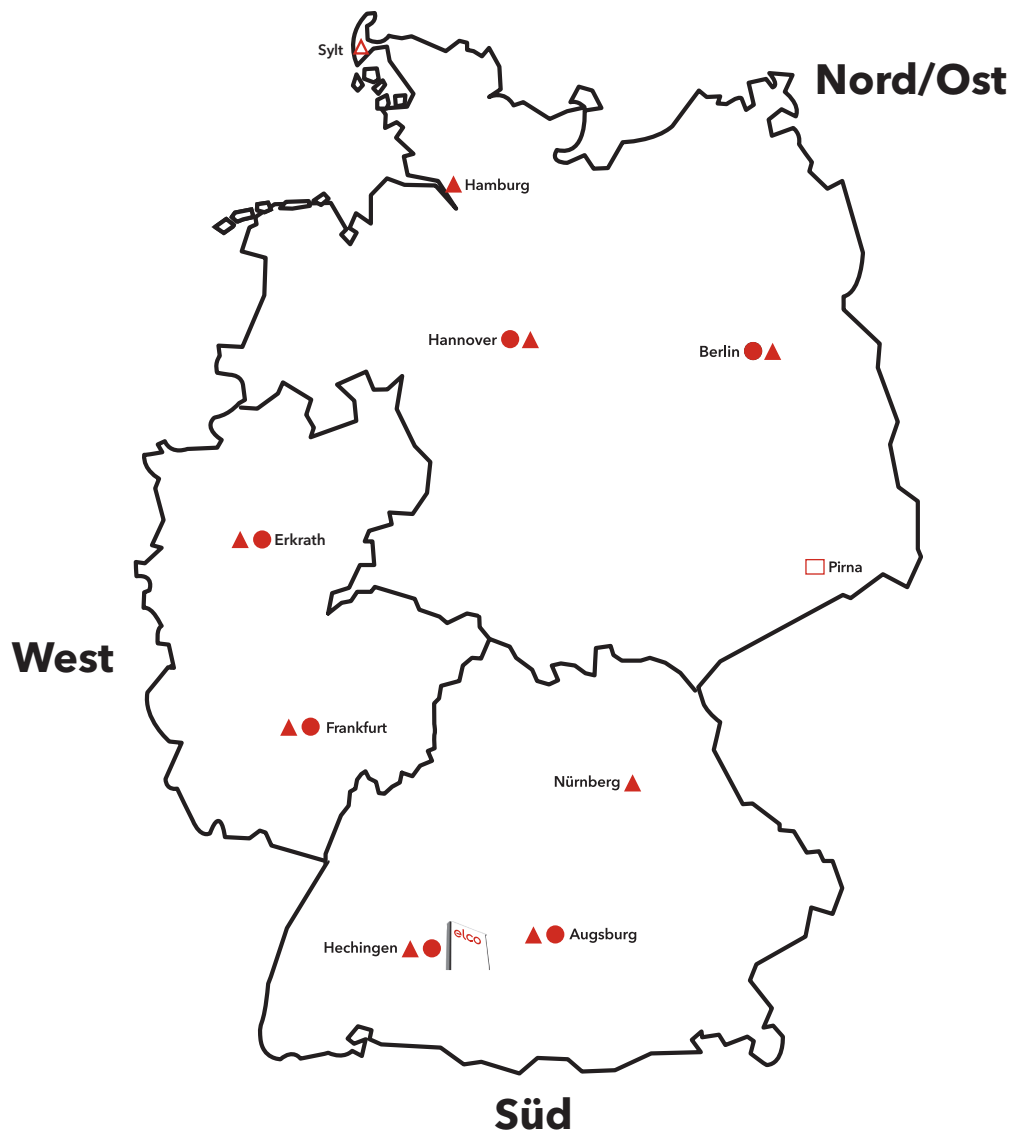 Sylt
Nord/Ost
Hamburg
Hannover
Berlin
Erkrath
Pirna
West
Frankfurt
Nürnberg
Hechingen
elco
Augsburg
Süd